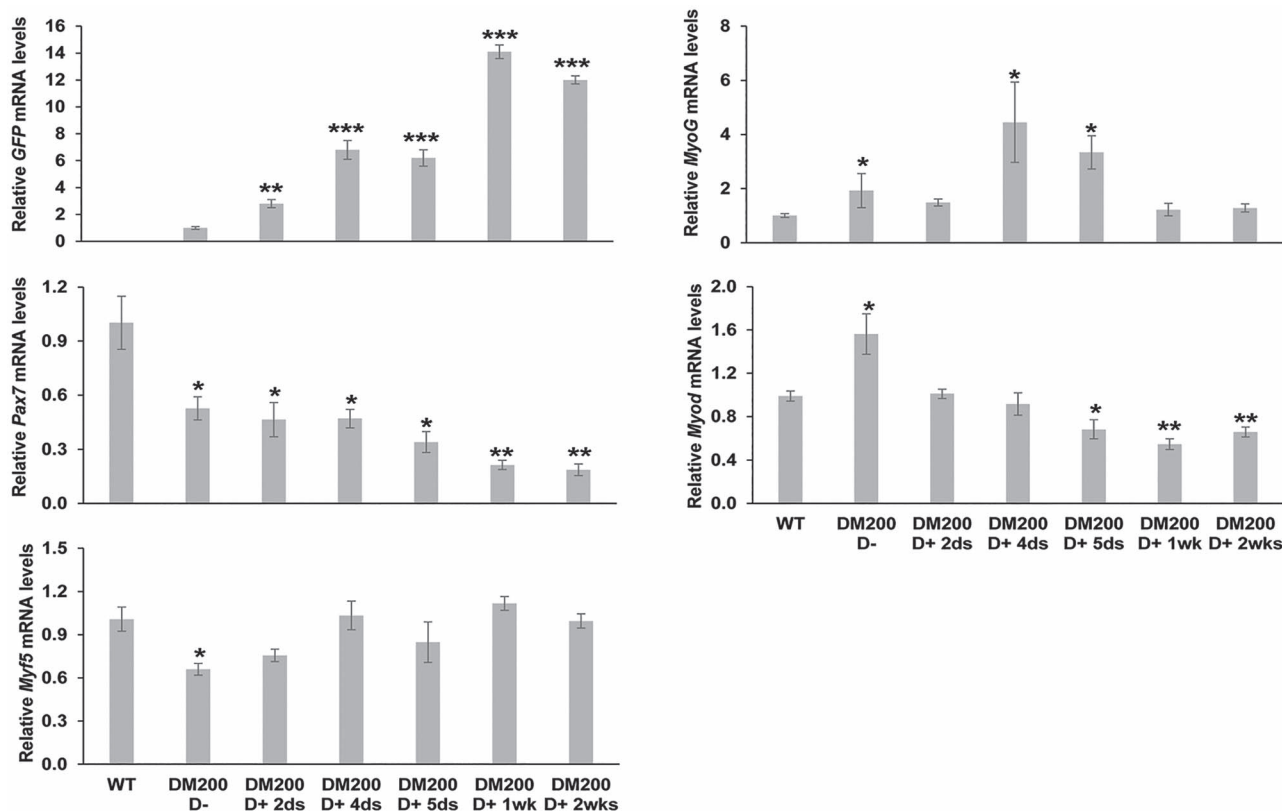 Relative GFP mRNA levels
16
14
12
10
8
6
4
2
0
**
***
***
***
***
Relative Pax7 mRNA levels
1.2
0.9
0.6
0.3
0.0
*
*
*
*
**
**
Relative Myf5 mRNA levels
1.5
1.2
0.9
0.6
0.3
0.0
*
WT
DM200
D-
DM200
D+ 2ds
DM200
D+ 4ds
DM200
D+ 5ds
DM200
D+ 1wk
DM200
D+ 2wks
Relative MyoG mRNA levels
8
6
4
2
0
*
*
*
Relative Myod mRNA levels
2.0
1.6
1.2
0.8
0.4
0.0
*
*
**
**
WT
DM200
D-
DM200
D+ 2ds
DM200
D+ 4ds
DM200
D+ 5ds
DM200
D+ 1wk
DM200
D+ 2wks